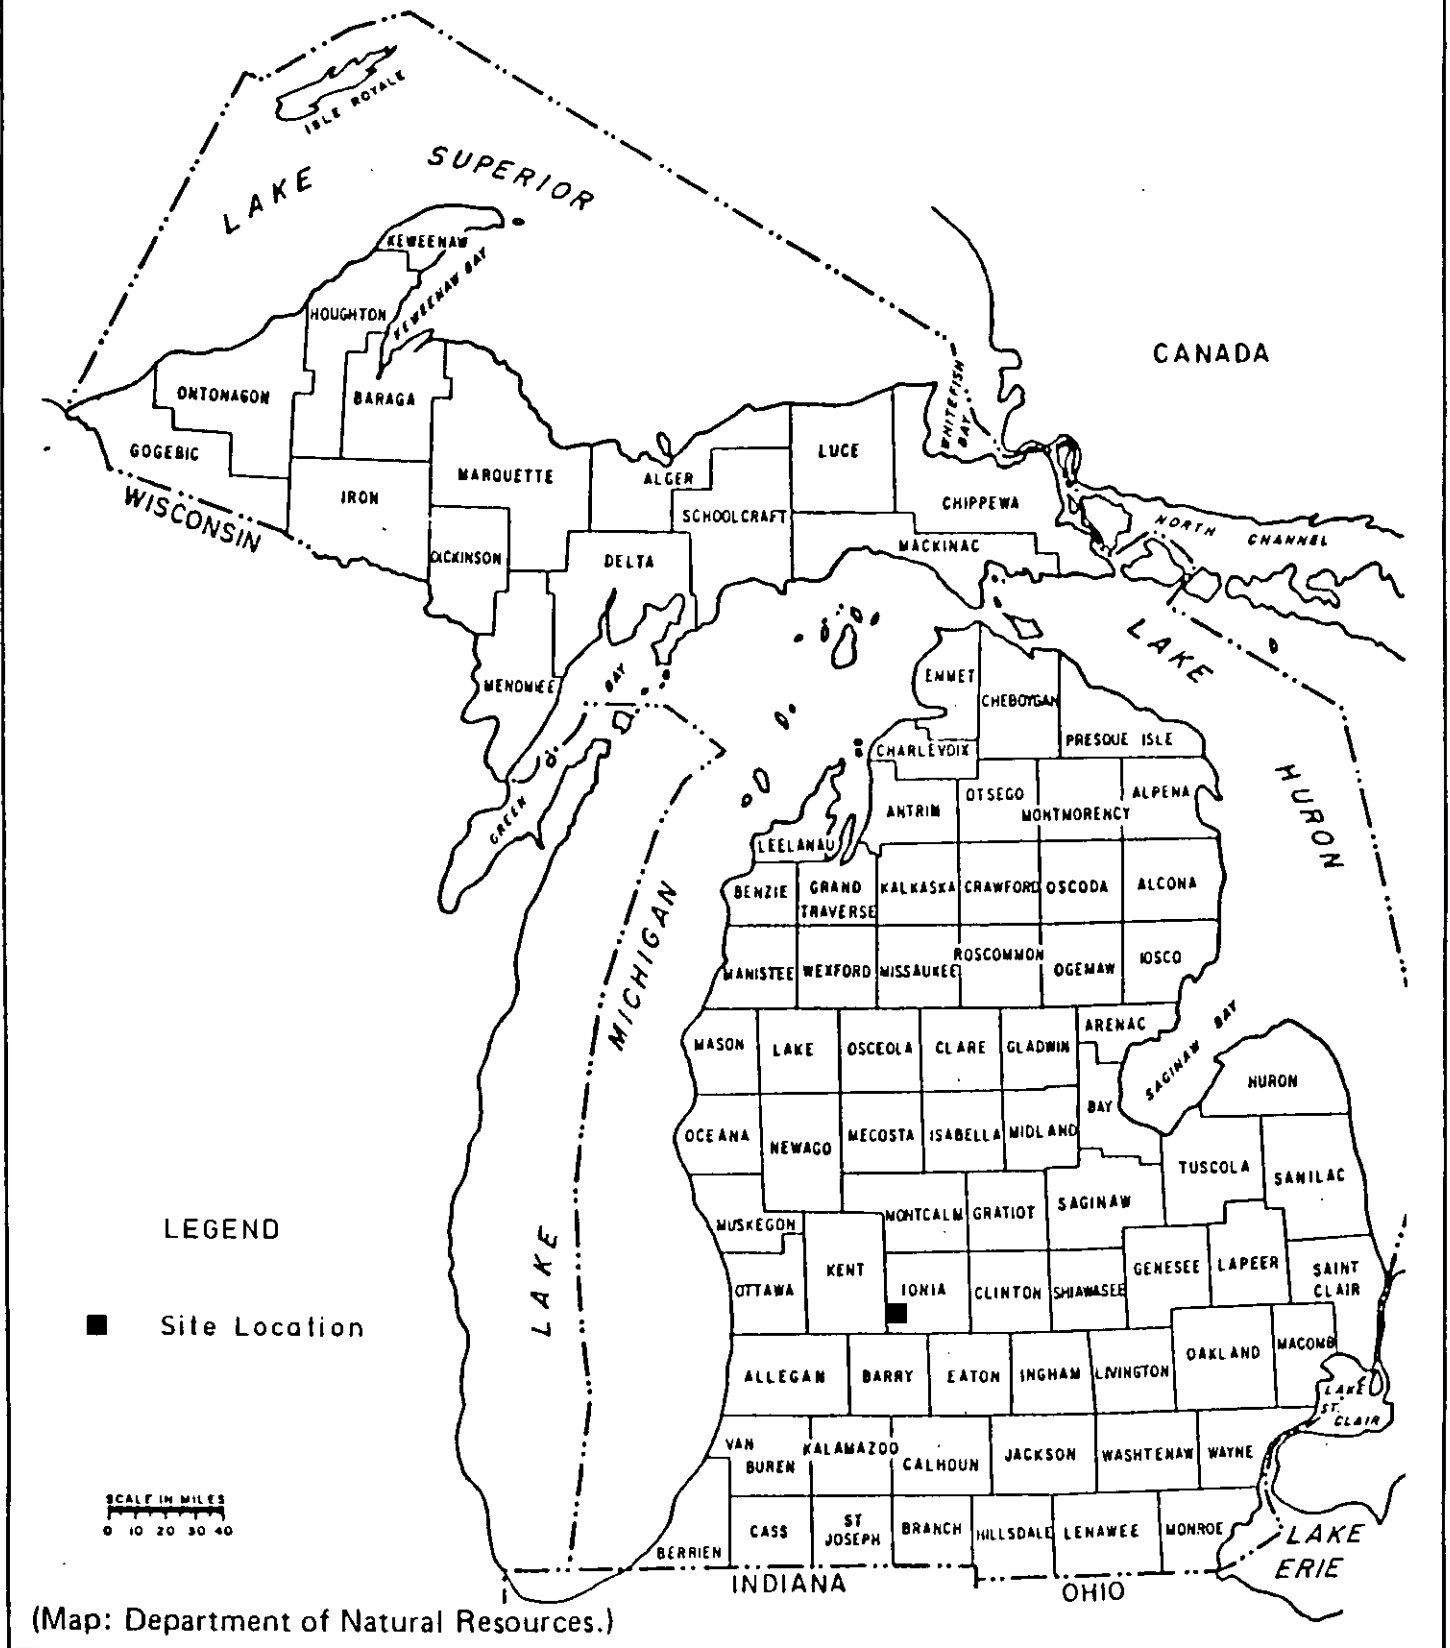 ISLE ROYALE
LAKE SUPERIOR
KEWEENAW
KEWEENAW BAY
HOUGHTON
CANADA
ONTONAGON
BARAGA
WHITEFISH
BAY
GOGEBIC
LUCE
MARQUETTE
ALGER
IRON
CHIPPEWA
WISCONSIN
SCHOOLCRAFT
NORTH
CHANNEL
MACKINAC
DICKINSON
DELTA
LAKE
HURON
EMMET
BAY
MENOMIEE
CHEBOYGAN
PRESQUE ISLE
CHARLEVOIX
GREEN
ANTRIM
OTSEGO
MONTMORENCY
ALPENA
LEELANAU
BENZIE
GRAND
TRAVERSE
KALKASKA
CRAWFORD
OSCODA
ALCONA
MICHIGAN
MANISTEE
WEXFORD
MISSAUKEE
ROSCOMMON
OGEMAW
IOSCO
ARENAC
SAGINAW BAY
MASON
LAKE
OSCEOLA
CLARE
GLADWIN
HURON
BAY
OCEANA
NEWAGO
MECOSTA
ISABELLA
MIDLAND
TUSCOLA
SANILAC
MUSKEGON
MONTCALM
GRATIOT
SAGINAW
LEGEND
LAKE
KENT
GENESEE
LAPEER
SAINT
CLAIR
OTTAWA
IONIA
CLINTON
SHIAWASEE
Site Location
ALLEGAN
BARRY
EATON
INGHAM
LIVINGTON
OAKLAND
MACOMB
LAKE
ST.
CLAIR
VAN
BUREN
KALAMAZOO
CALHOUN
JACKSON
WASHTENAW
WAYNE
SCALE IN MILES
0 10 20 30 40
CASS
ST
JOSEPH
BRANCH
HILLSDALE
LENAWEE
MONROE
LAKE
ERIE
BERRIEN
INDIANA
OHIO
(Map: Department of Natural Resources.)